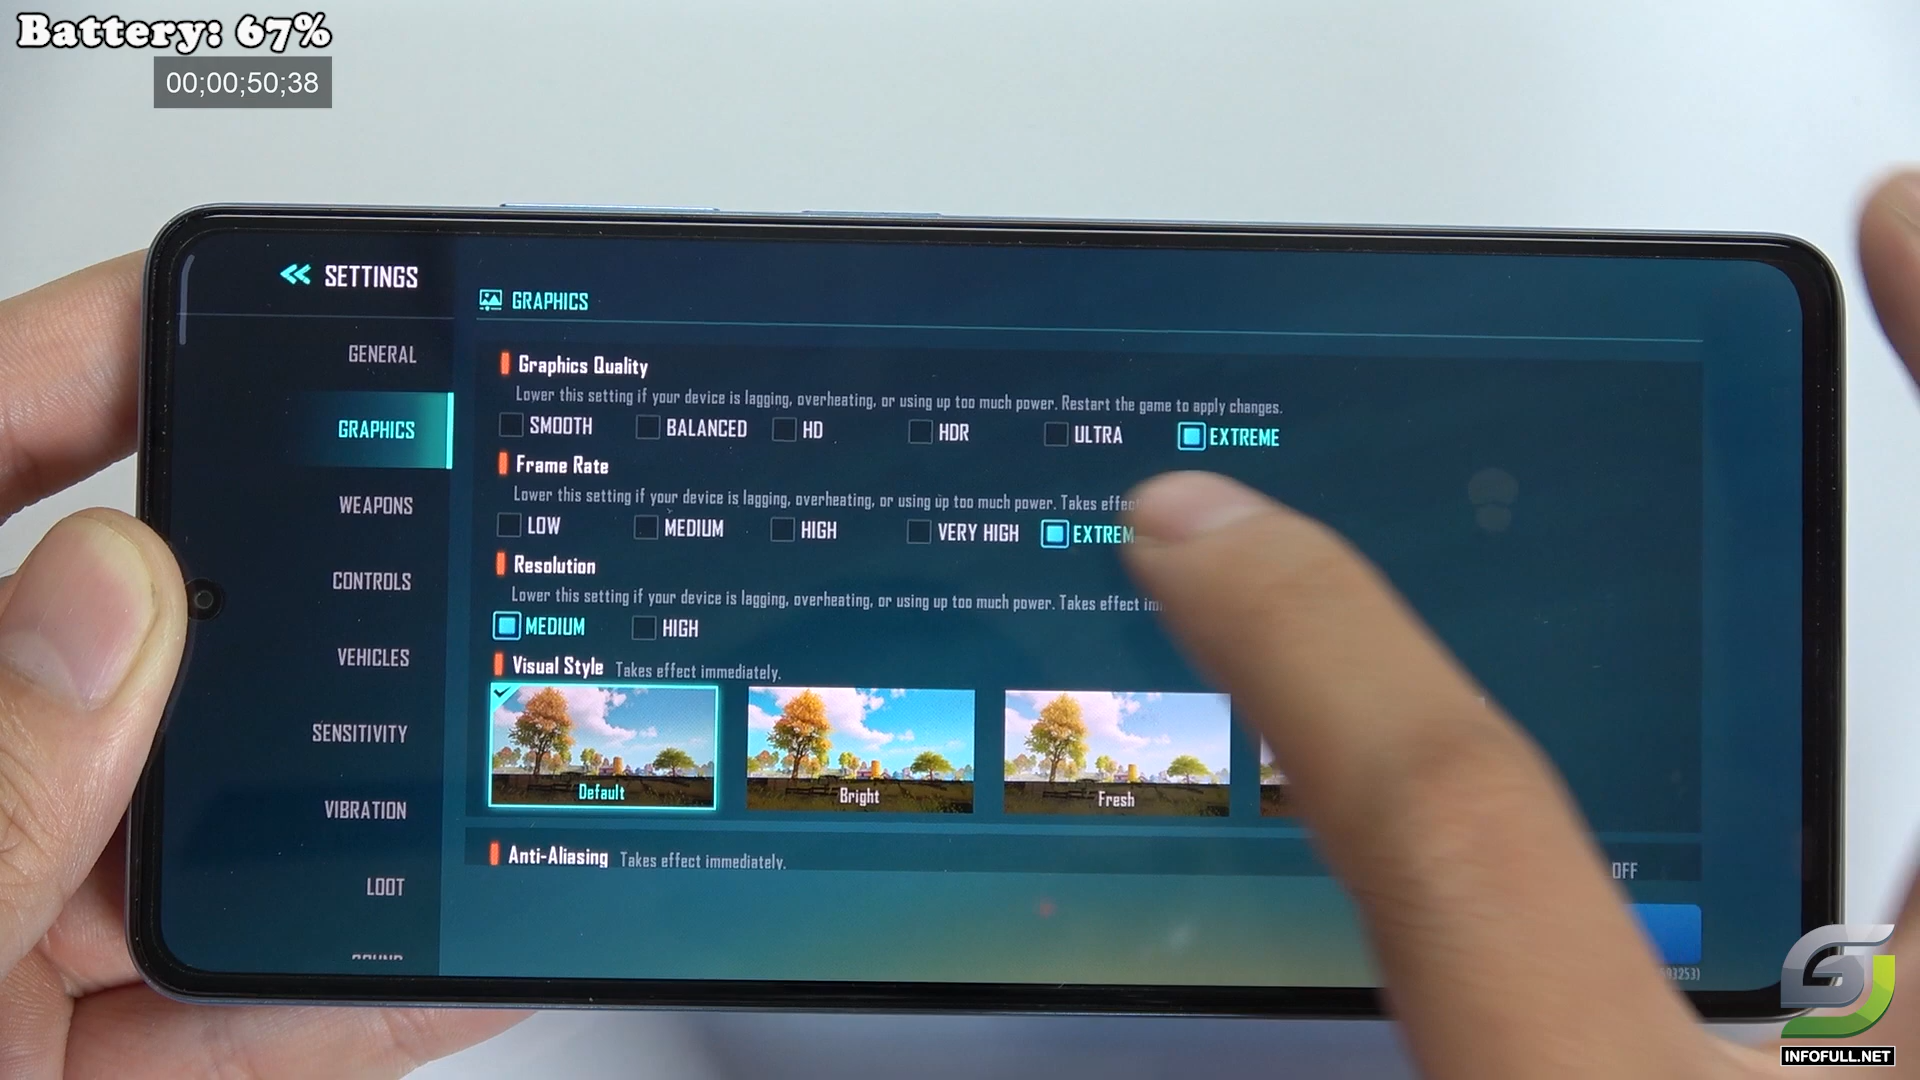 Battery: 67%
00;00;50;38
SETTINGS
GRAPHICS
GENERAL
GRAPHICS
WEAPONS
CONTROLS
VEHICLES
SENSITIVITY
VIBRATION
LOOT
Graphics Quality
Lower this setting if your device is lagging, overheating, or using up too much power. Restart the game to apply changes.
SMOOTH BALANCED HD HDR ULTRA EXTREME
Frame Rate
Lower this setting if your device is lagging, overheating, or using up too much power. Takes effec
LOW MEDIUM HIGH VERY HIGH EXTREM
Resolution
Lower this setting if your device is lagging, overheating, or using up too much power. Takes effect im
MEDIUM HIGH
Visual Style Takes effect immediately.
Default Bright Fresh
Anti-Aliasing Takes effect immediately.
OFF
93253)
INFOFULL.NET